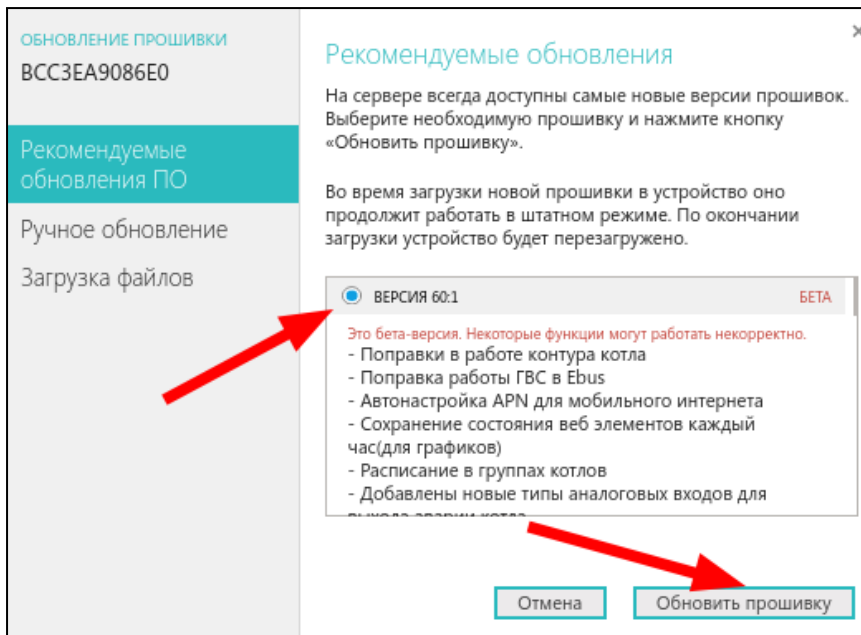 ОБНОВЛЕНИЕ ПРОШИВКИ
BCC3EA9086E0
Рекомендуемые
обновления ПО
Ручное обновление
Загрузка файлов
Рекомендуемые обновления
На сервере всегда доступны самые новые версии прошивок.
Выберите необходимую прошивку и нажмите кнопку
«Обновить прошивку».
Во время загрузки новой прошивки в устройство оно
продолжит работать в штатном режиме. По окончании
загрузки устройство будет перезагружено.
ВЕРСИЯ 60:1 БЕТА
Это бета-версия. Некоторые функции могут работать некорректно.
- Поправки в работе контура котла
- Поправка работы ГВС в Ebus
- Автонастройка APN для мобильного интернета
- Сохранение состояния веб элементов каждый
час(для графиков)
- Расписание в группах котлов
- Добавлены новые типы аналоговых входов для
выхода аварии котла
Отмена
Обновить прошивку